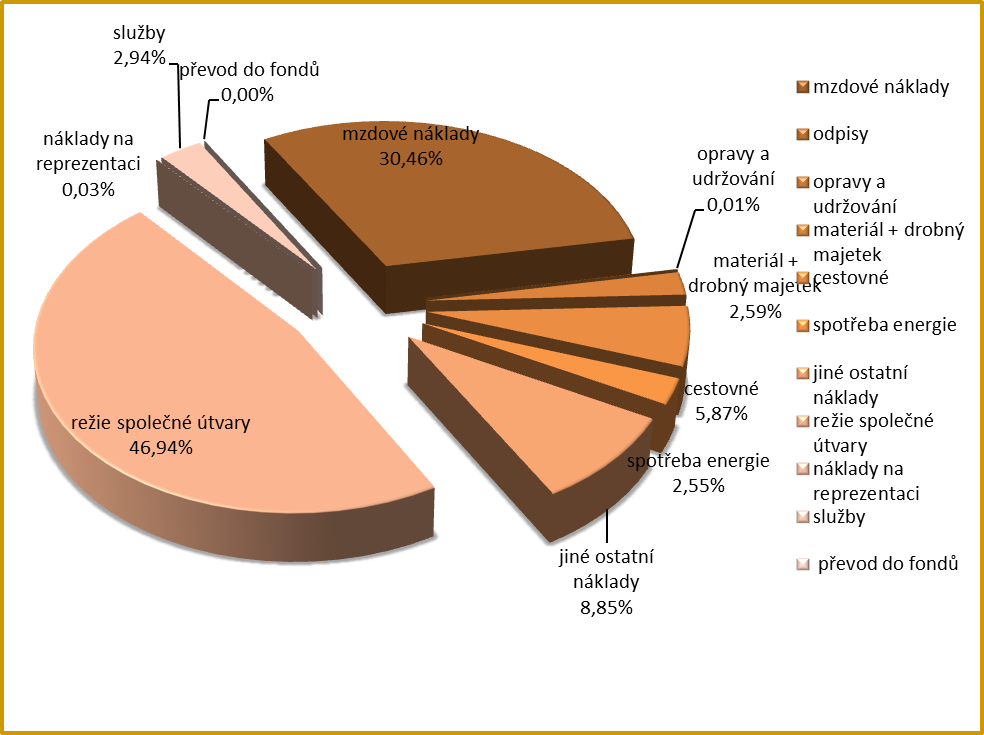 služby
2,94%
převod do fondů
0,00%
náklady na
reprezentaci
0,03%
mzdové náklady
30,46%
opravy a
udržování
0,01%
materiál +
drobný majetek
2,59%
cestovné
5,87%
spotřeba energie
2,55%
jiné ostatní
náklady
8,85%
režie společné útvary
46,94%
mzdové náklady
odpisy
opravy a
udržování
materiál + drobný
majetek
cestovné
spotřeba energie
jiné ostatní
náklady
režie společné
útvary
náklady na
reprezentaci
služby
převod do fondů